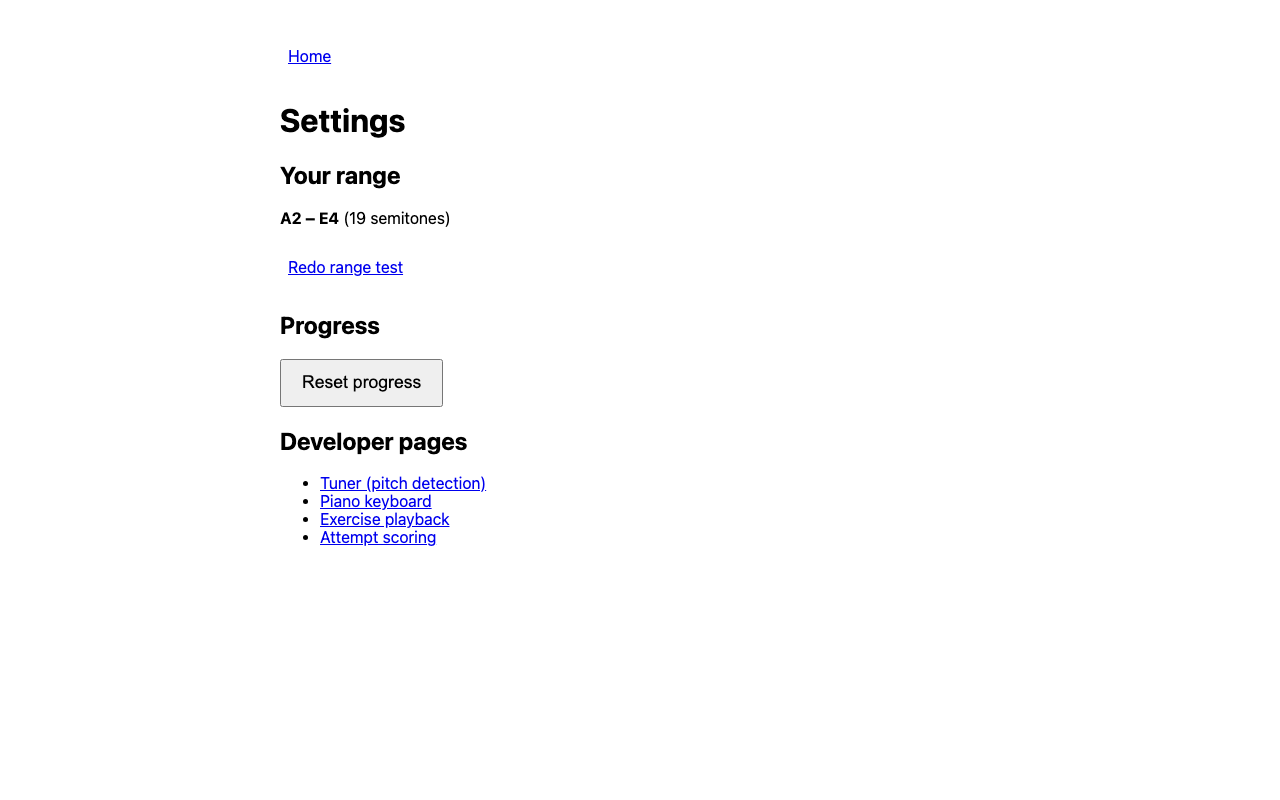 Home
Settings
Your range
A2 – E4 (19 semitones)
Redo range test
Progress
Reset progress
Developer pages
Tuner (pitch detection)
Piano keyboard
Exercise playback
Attempt scoring